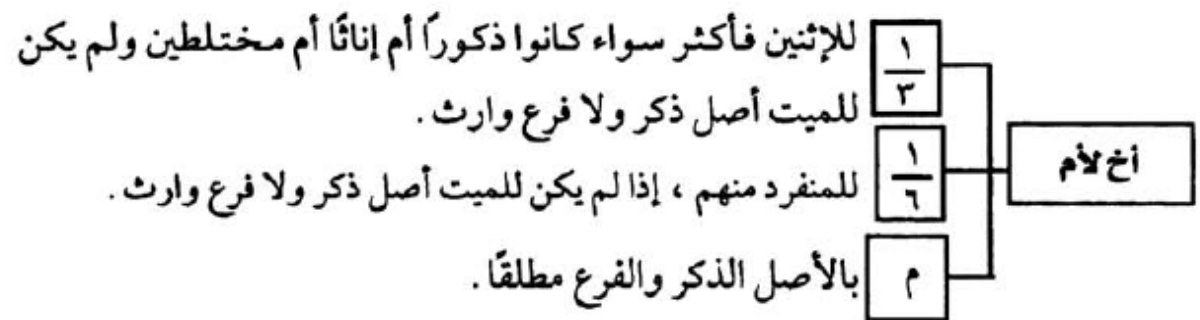 أخ لأم
١/٣ للإثنين فأكثر سواء كانوا ذكورًا أم إناثًا أم مختلطين ولم يكن
للميت أصل ذكر ولا فرع وارث .
١/٦ للمنفرد منهم ، إذا لم يكن للميت أصل ذكر ولا فرع وارث .
م بالأصل الذكر والفرع مطلقًا .